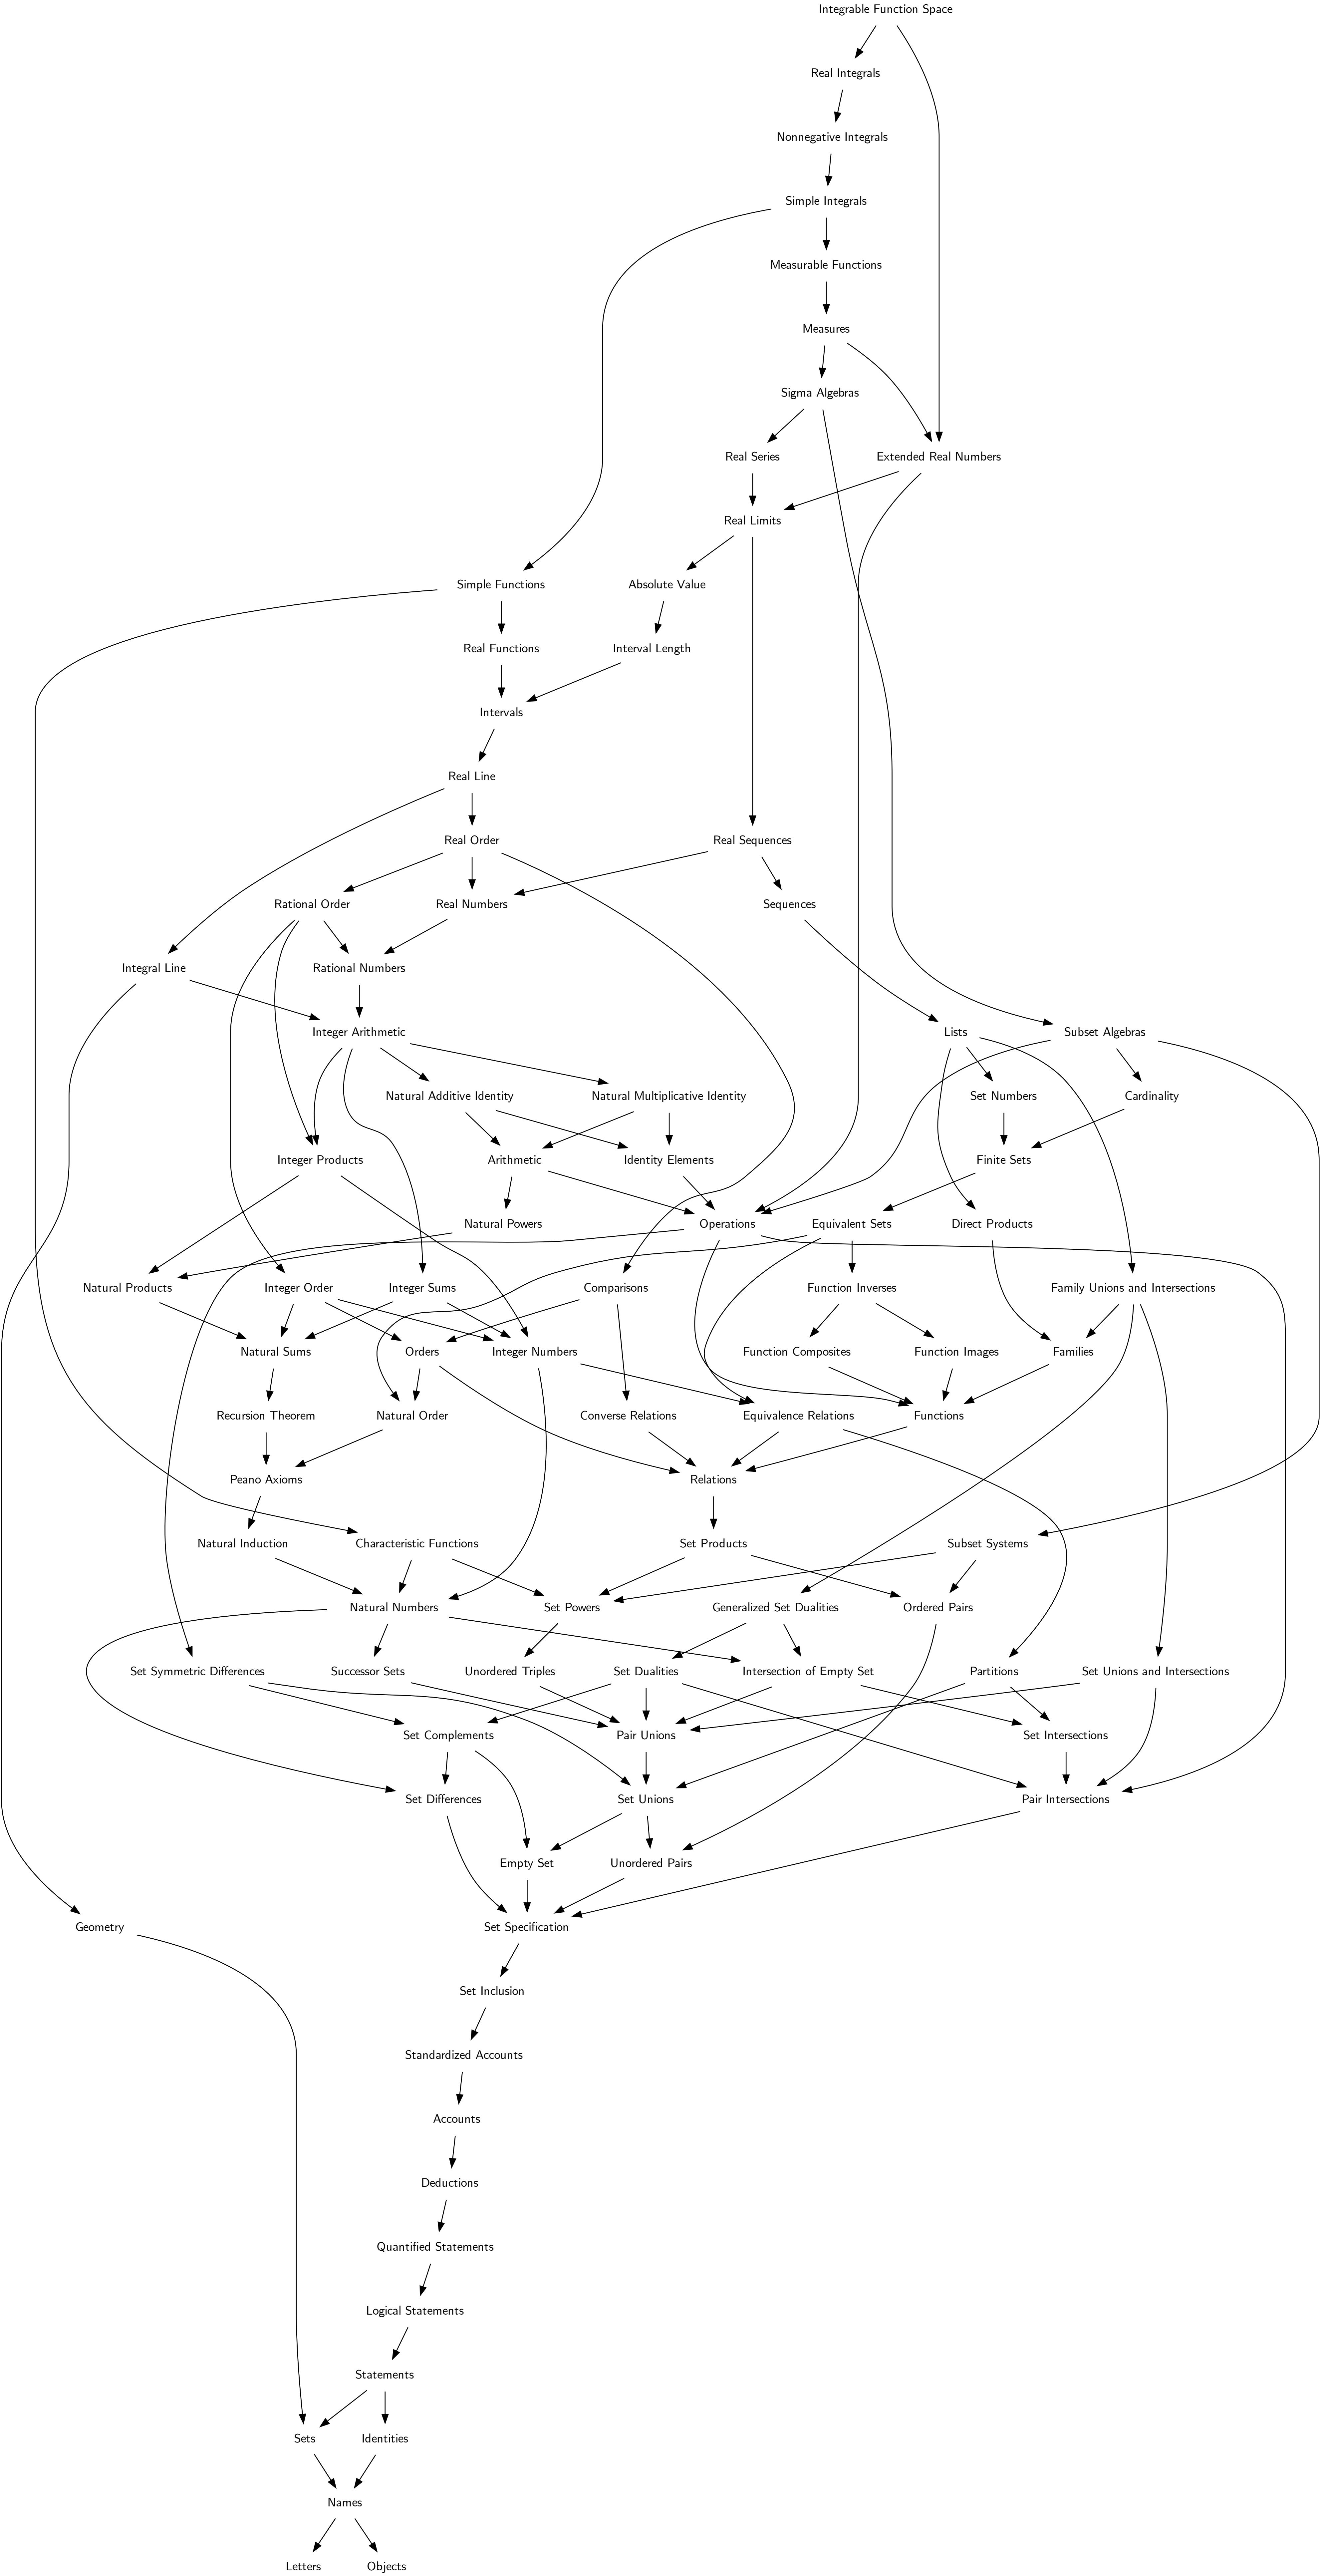 Integrable Function Space
Real Integrals
Nonnegative Integrals
Simple Integrals
Measurable Functions
Measures
Sigma Algebras
Real Series
Extended Real Numbers
Real Limits
Simple Functions
Absolute Value
Real Functions
Interval Length
Intervals
Real Line
Real Order
Real Sequences
Rational Order
Real Numbers
Sequences
Integral Line
Rational Numbers
Integer Arithmetic
Lists
Subset Algebras
Natural Additive Identity
Natural Multiplicative Identity
Set Numbers
Cardinality
Integer Products
Arithmetic
Identity Elements
Finite Sets
Natural Powers
Operations
Equivalent Sets
Direct Products
Natural Products
Integer Order
Integer Sums
Comparisons
Function Inverses
Family Unions and Intersections
Natural Sums
Orders
Integer Numbers
Function Composites
Function Images
Families
Recursion Theorem
Natural Order
Converse Relations
Equivalence Relations
Functions
Peano Axioms
Relations
Natural Induction
Characteristic Functions
Set Products
Subset Systems
Natural Numbers
Set Powers
Generalized Set Dualities
Ordered Pairs
Set Symmetric Differences
Successor Sets
Unordered Triples
Set Dualities
Intersection of Empty Set
Partitions
Set Unions and Intersections
Set Complements
Pair Unions
Set Intersections
Set Differences
Set Unions
Pair Intersections
Empty Set
Unordered Pairs
Geometry
Set Specification
Set Inclusion
Standardized Accounts
Accounts
Deductions
Quantified Statements
Logical Statements
Statements
Sets
Identities
Names
Letters
Objects